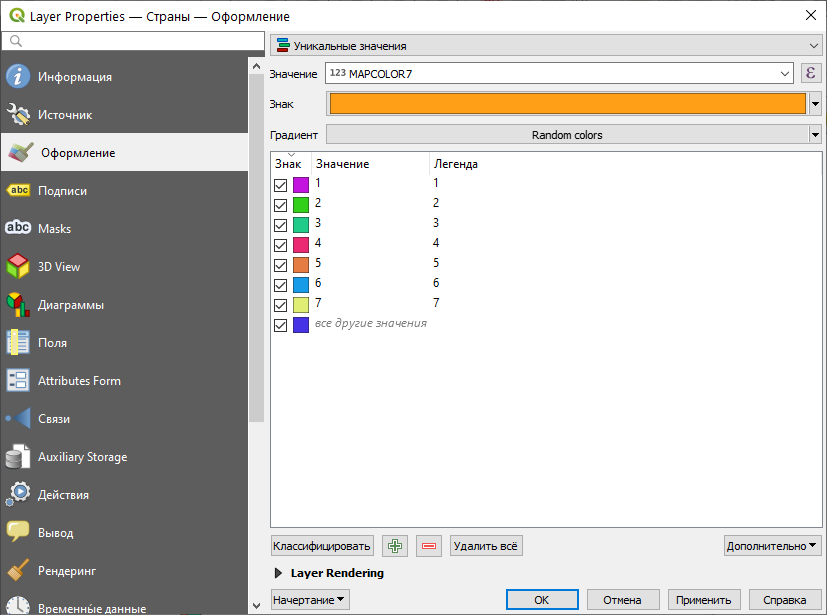 Layer Properties — Страны — Оформление
Уникальные значения
Информация
Значение 123 MAPCOLOR7 ε
Источник
Знак
Оформление
Градиент Random colors
Подписи
Знак Значение Легенда
1 1
2 2
3 3
4 4
5 5
6 6
7 7
все другие значения
abc
abc Masks
3D View
Диаграммы
Поля
Attributes Form
Связи
Auxiliary Storage
Действия
Вывод
Рендеринг
Временны́е данные
Классифицировать Удалить всё Дополнительно
Layer Rendering
Начертание OK Отмена Применить Справка